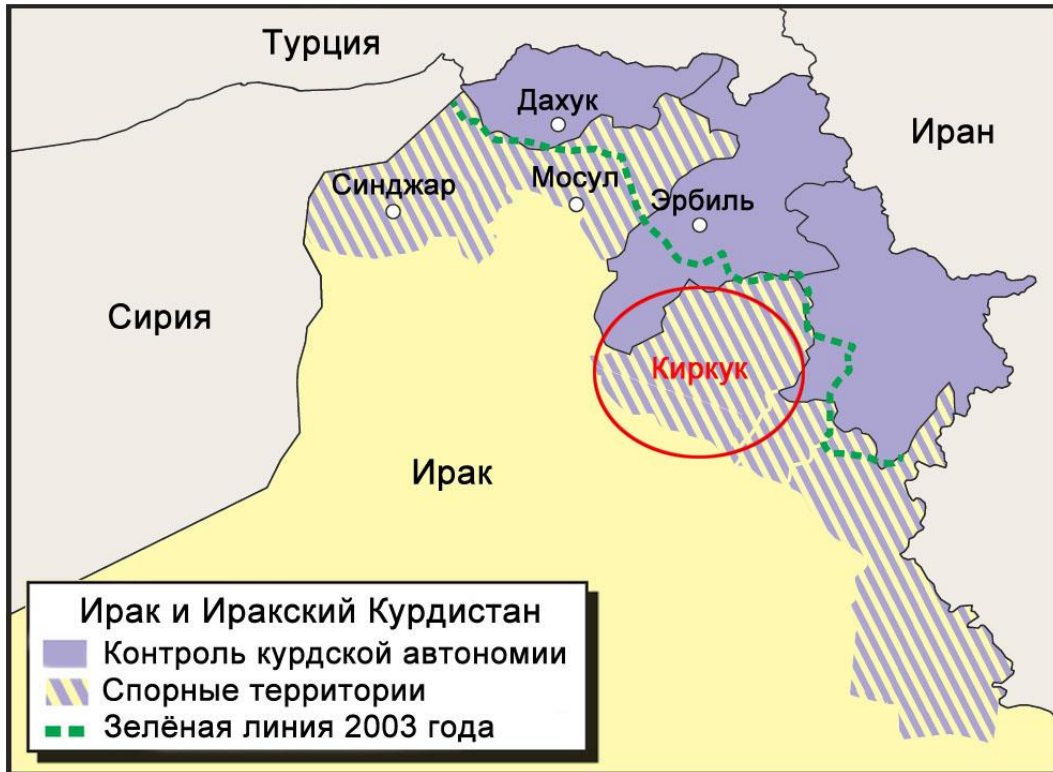 Турция
Дахук
Иран
Синджар
Мосул
Эрбиль
Сирия
Киркук
Ирак
Ирак и Иракский Курдистан
Контроль курдской автономии
Спорные территории
Зелёная линия 2003 года